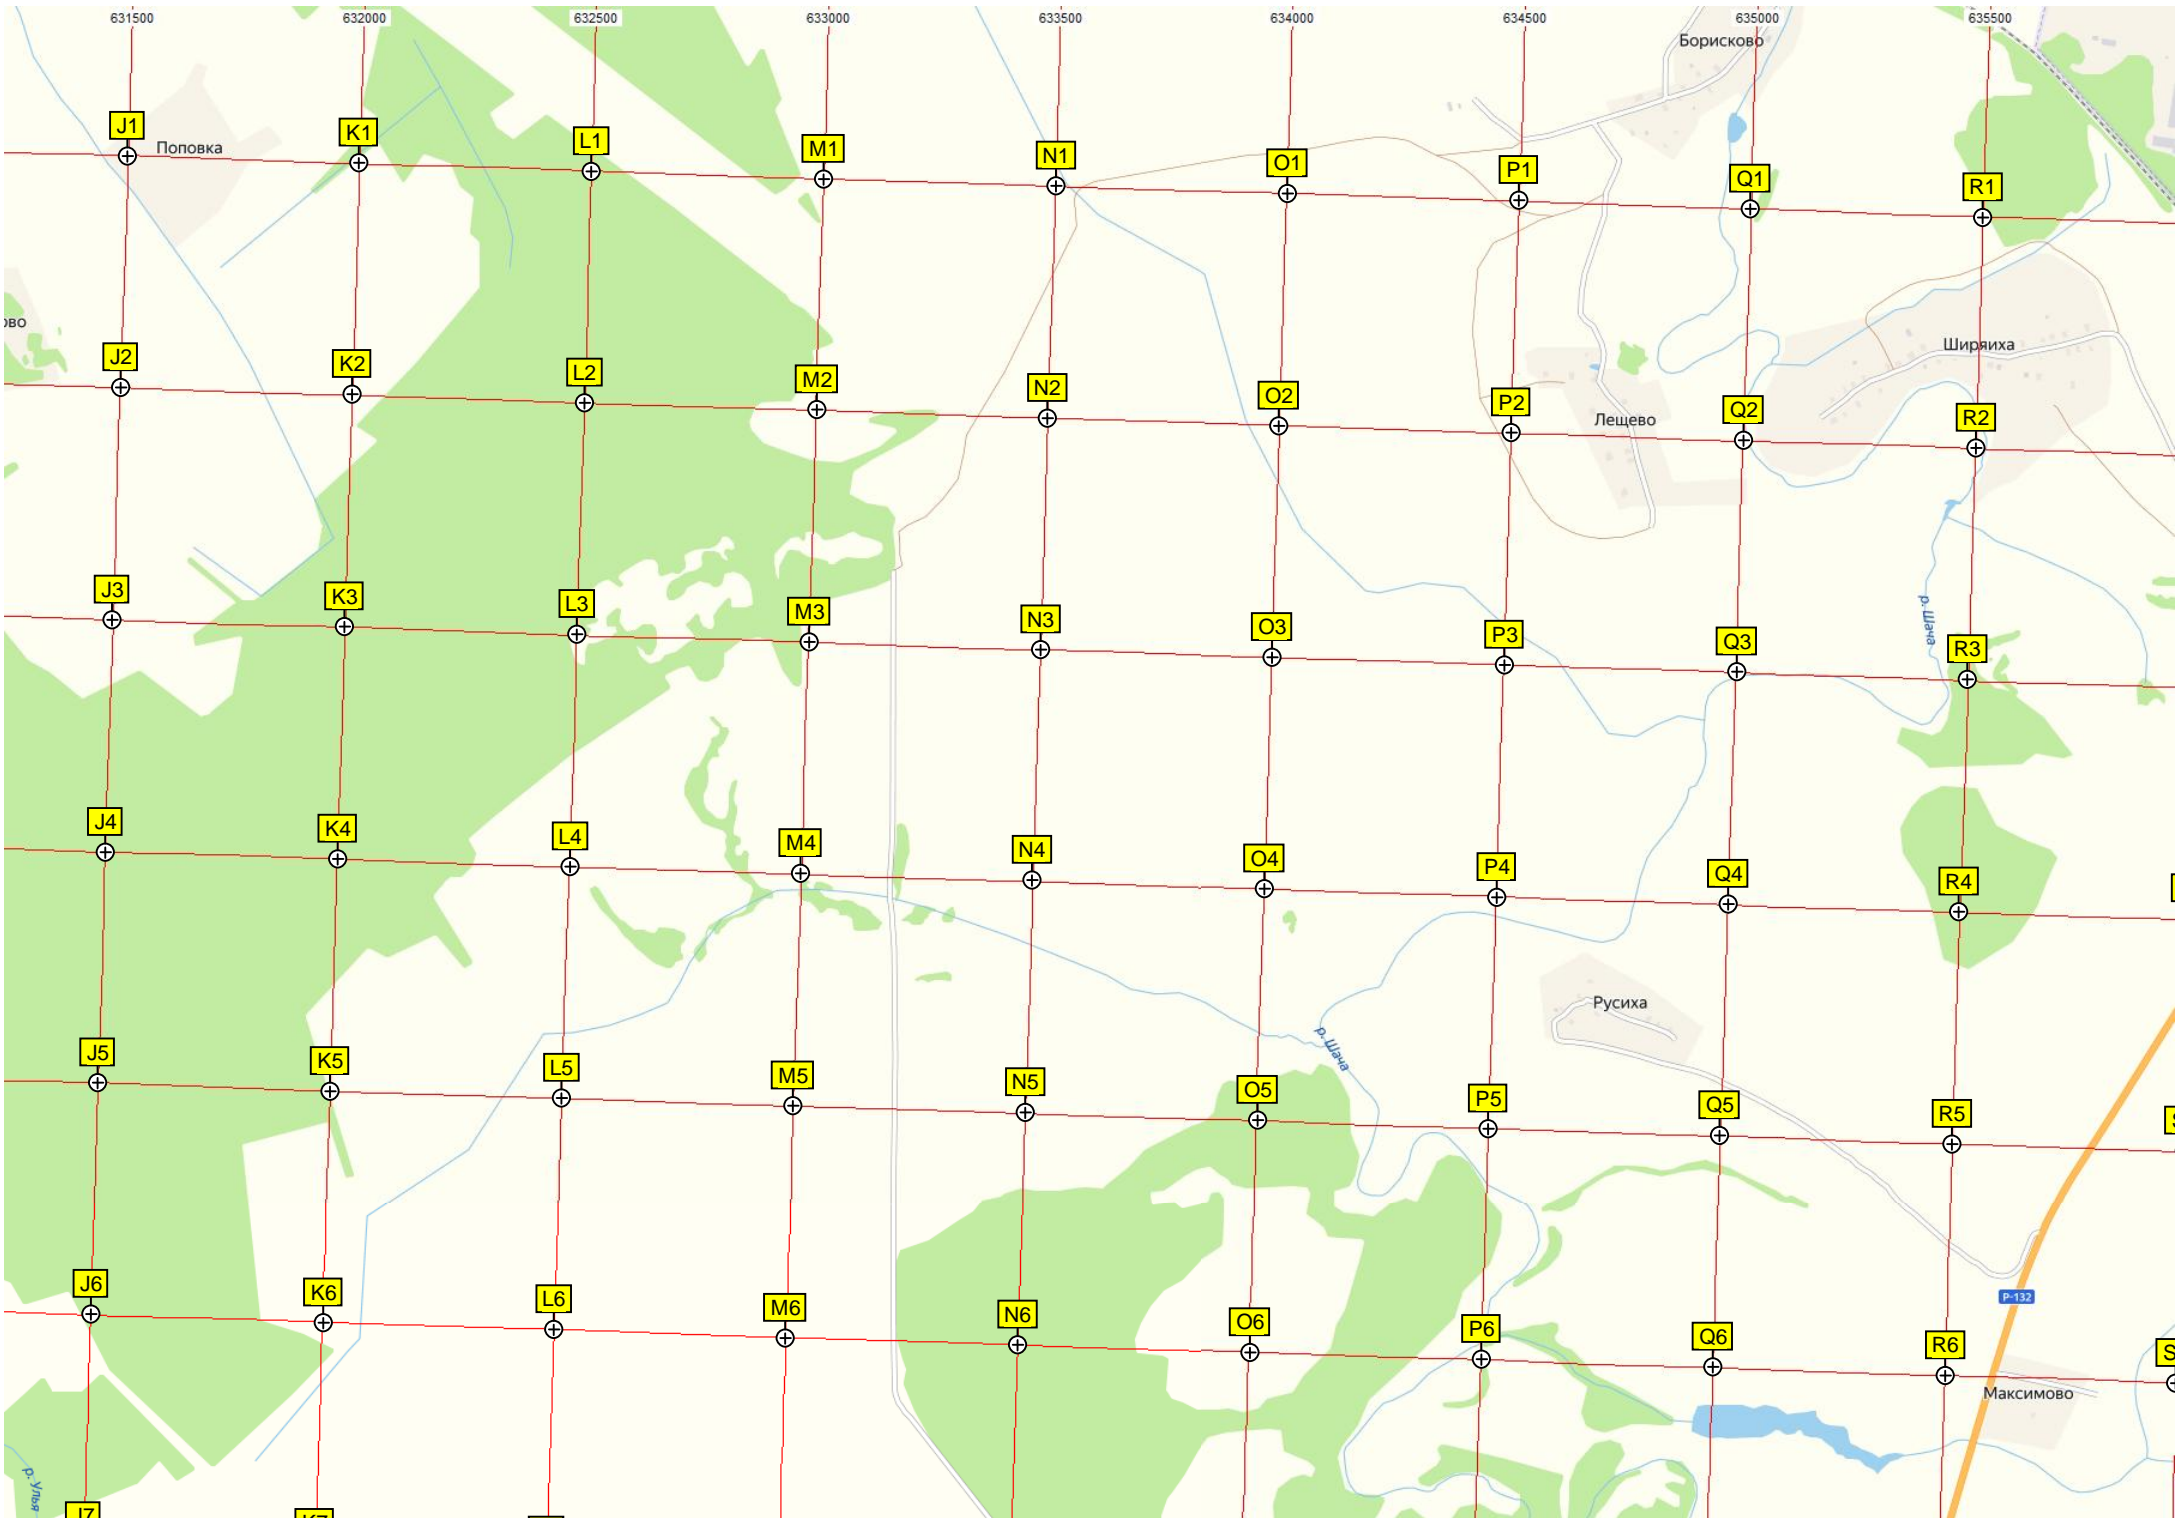 631500 632000 632500 633000 633500 634000 634500 635000 635500
Борисково
J1 K1 L1 M1 N1 O1 P1 Q1 R1
Поповка
ово
Ширяиха
J2 K2 L2 M2 N2 O2 P2 Q2 R2
Лещево
J3 K3 L3 M3 N3 O3 P3 Q3 R3
р. Шача
J4 K4 L4 M4 N4 O4 P4 Q4 R4
Русиха
р. Шача
J5 K5 L5 M5 N5 O5 P5 Q5 R5
J6 K6 L6 M6 N6 O6 P6 Q6 R6 S
Р-132
Максимово
р. Улья
J7 K7